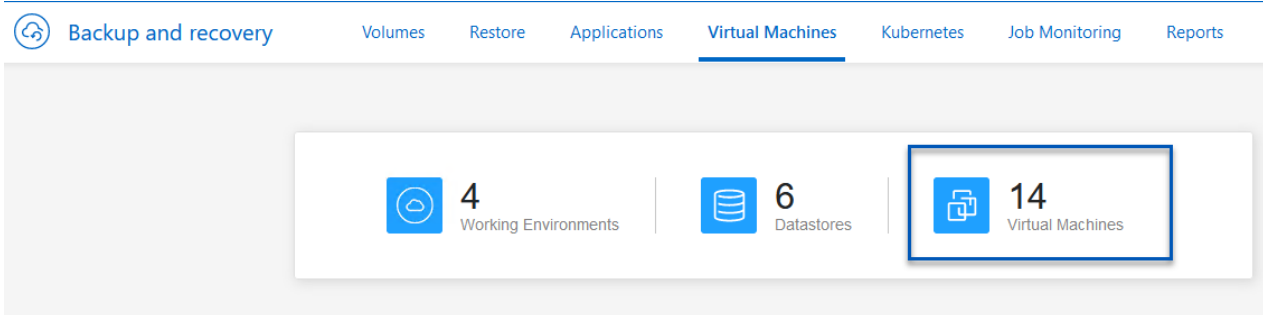 Backup and recovery Volumes Restore Applications Virtual Machines Kubernetes Job Monitoring Reports
4 6 14
Working Environments Datastores Virtual Machines